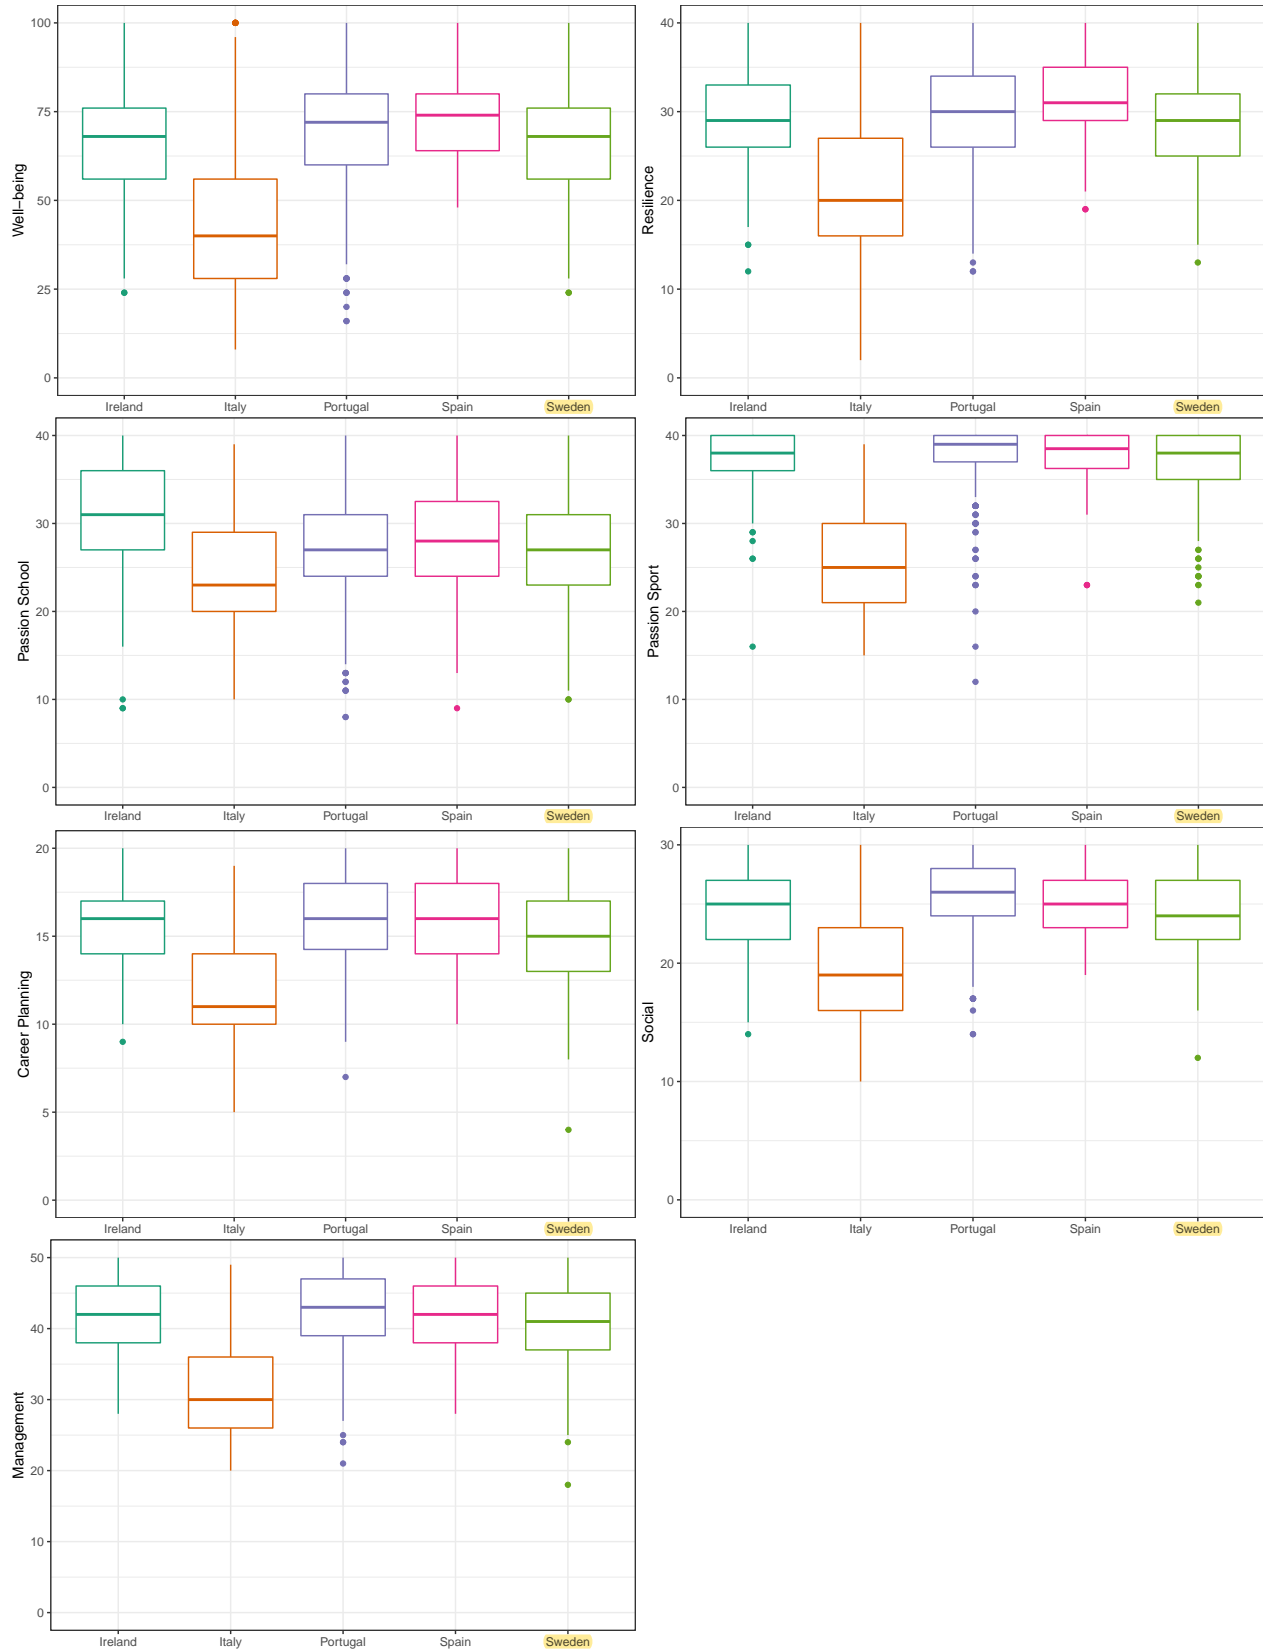 Well−being
100
75
50
25
0
Ireland Italy Portugal Spain Sweden
Resilience
40
30
20
10
0
Ireland Italy Portugal Spain Sweden
Passion School
40
30
20
10
0
Ireland Italy Portugal Spain Sweden
Passion Sport
40
30
20
10
0
Ireland Italy Portugal Spain Sweden
Career Planning
20
15
10
5
0
Ireland Italy Portugal Spain Sweden
Social
30
20
10
0
Ireland Italy Portugal Spain Sweden
Management
50
40
30
20
10
0
Ireland Italy Portugal Spain Sweden